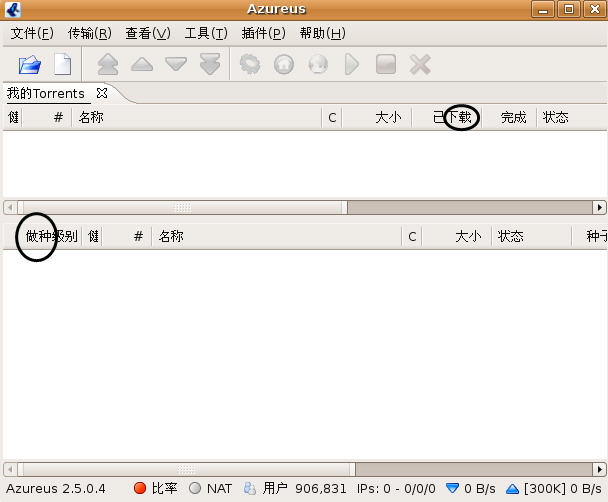 Azureus
文件(F) 传输(R) 查看(V) 工具(T) 插件(P) 帮助(H)
我的Torrents
# 名称 C 大小 已下载 完成 状态
做种级别 # 名称 C 大小 状态 种子
Azureus 2.5.0.4 比率 NAT 用户 906,831 IPs: 0 - 0/0/0 0 B/s [300K] 0 B/s